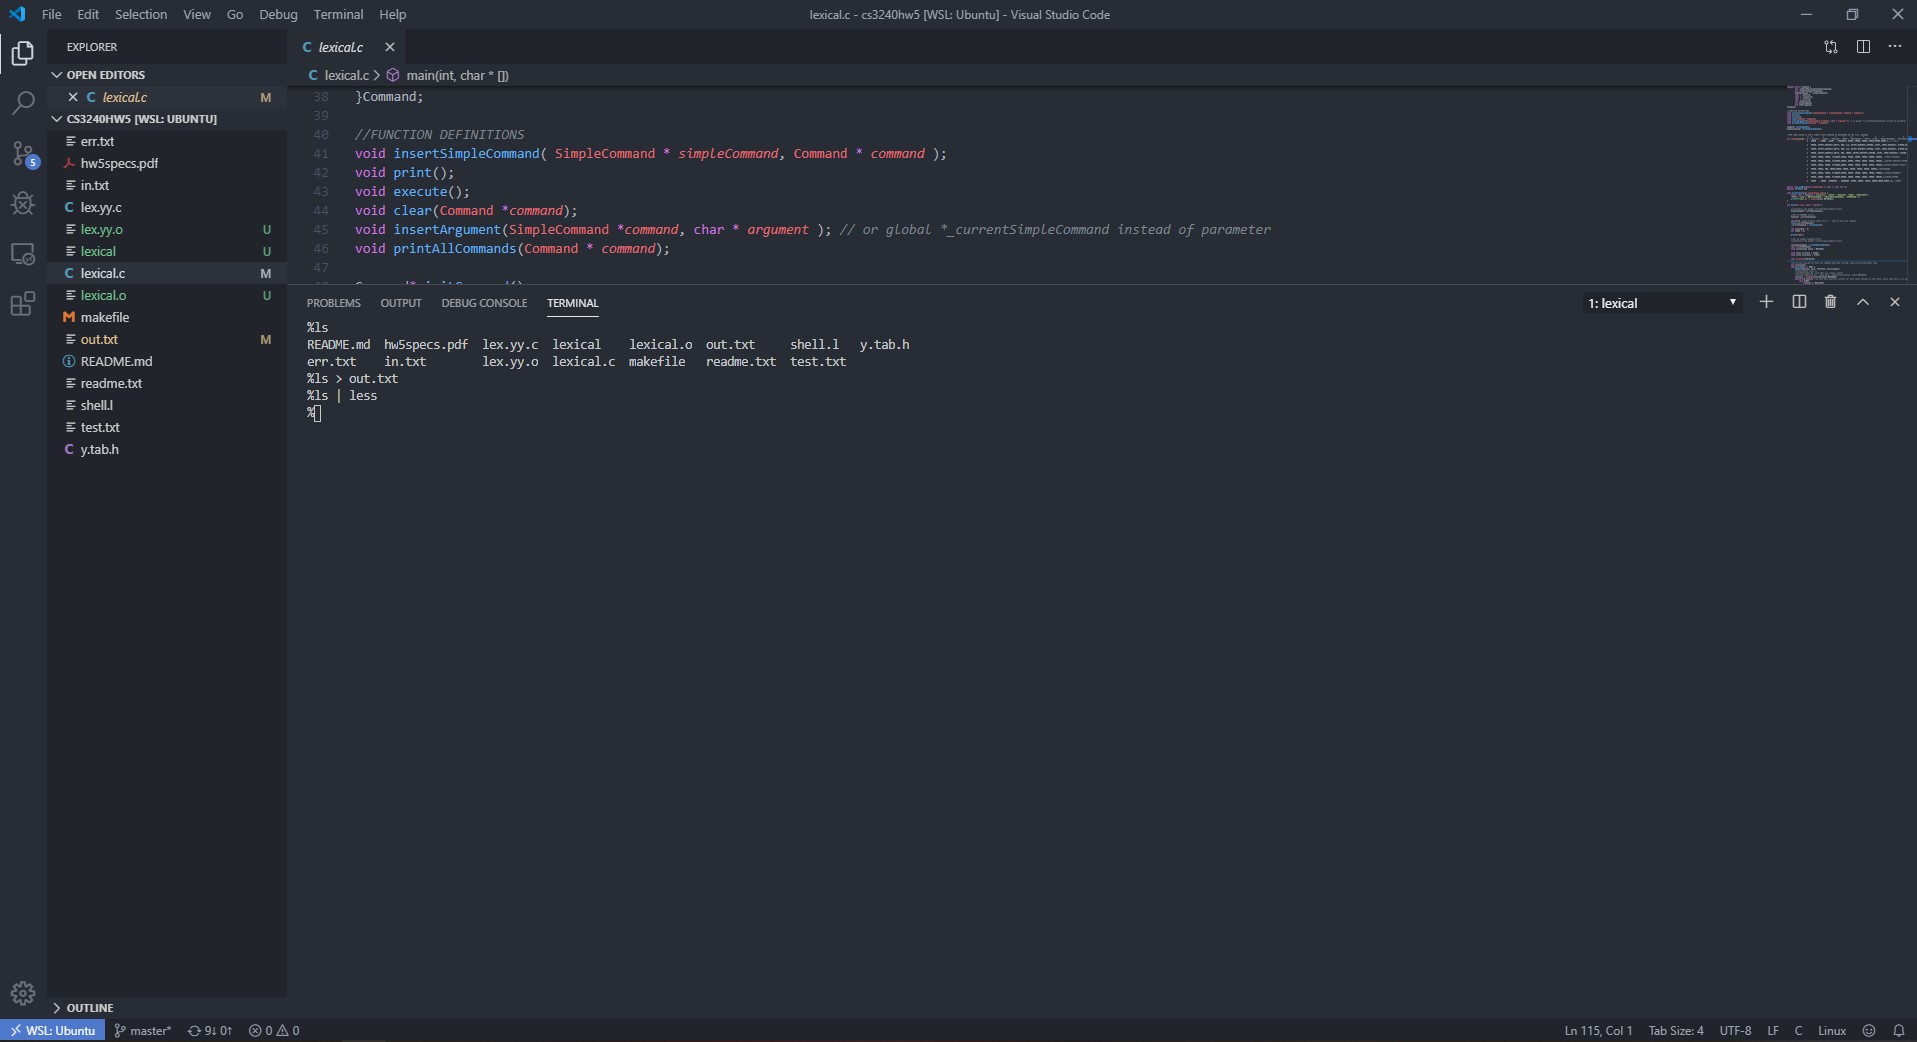 File Edit Selection View Go Debug Terminal Help
lexical.c - cs3240hw5 [WSL: Ubuntu] - Visual Studio Code
EXPLORER
OPEN EDITORS
C lexical.c M
CS3240HW5 [WSL: UBUNTU]
err.txt
hw5specs.pdf
in.txt
C lex.yy.c
lex.yy.o U
lexical U
C lexical.c M
lexical.o U
M makefile
out.txt M
README.md
readme.txt
shell.l
test.txt
C y.tab.h
OUTLINE
5
C lexical.c
C lexical.c > main(int, char * [])
38 }Command;
39
40 //FUNCTION DEFINITIONS
41 void insertSimpleCommand( SimpleCommand * simpleCommand, Command * command );
42 void print();
43 void execute();
44 void clear(Command *command);
45 void insertArgument(SimpleCommand *command, char * argument ); // or global *_currentSimpleCommand instead of parameter
46 void printAllCommands(Command * command);
47
PROBLEMS OUTPUT DEBUG CONSOLE TERMINAL
1: lexical
%ls
README.md hw5specs.pdf lex.yy.c lexical lexical.o out.txt shell.l y.tab.h
err.txt in.txt lex.yy.o lexical.c makefile readme.txt test.txt
%ls > out.txt
%ls | less
%
WSL: Ubuntu master* 9↓ 0↑ 0 0
Ln 115, Col 1 Tab Size: 4 UTF-8 LF C Linux